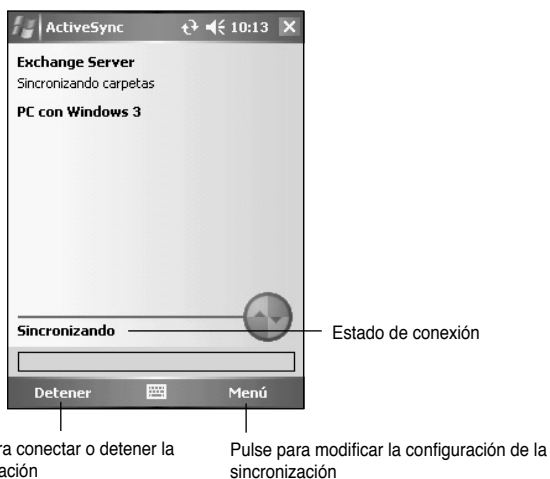 ActiveSync 10:13
Exchange Server
Sincronizando carpetas
PC con Windows 3
Sincronizando
Estado de conexión
Detener Menú
conectar o detener la
Pulse para modificar la configuración de la
sincronización